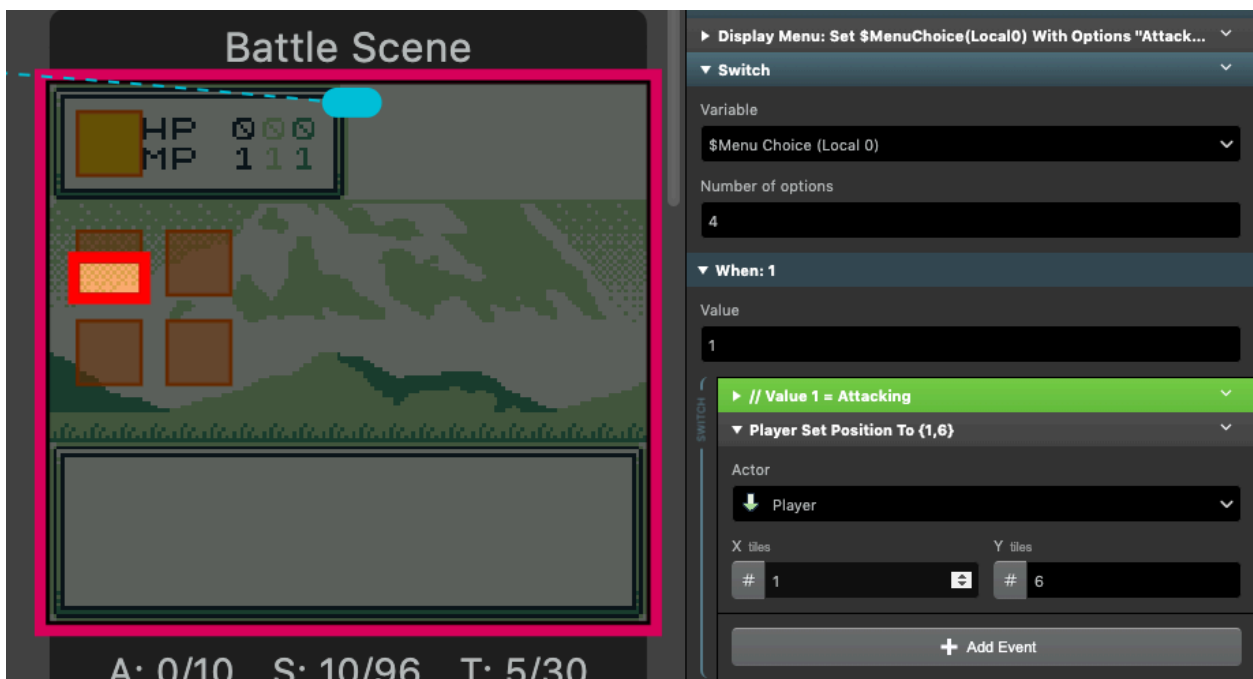 Battle Scene
HP 000
MP 111
A: 0/10 S: 10/96 T: 5/30
Display Menu: Set $MenuChoice(Local0) With Options "Attack...
Switch
Variable
$Menu Choice (Local 0)
Number of options
4
When: 1
Value
1
SWITCH
// Value 1 = Attacking
Player Set Position To {1,6}
Actor
Player
X tiles
Y tiles
# 1
# 6
+ Add Event